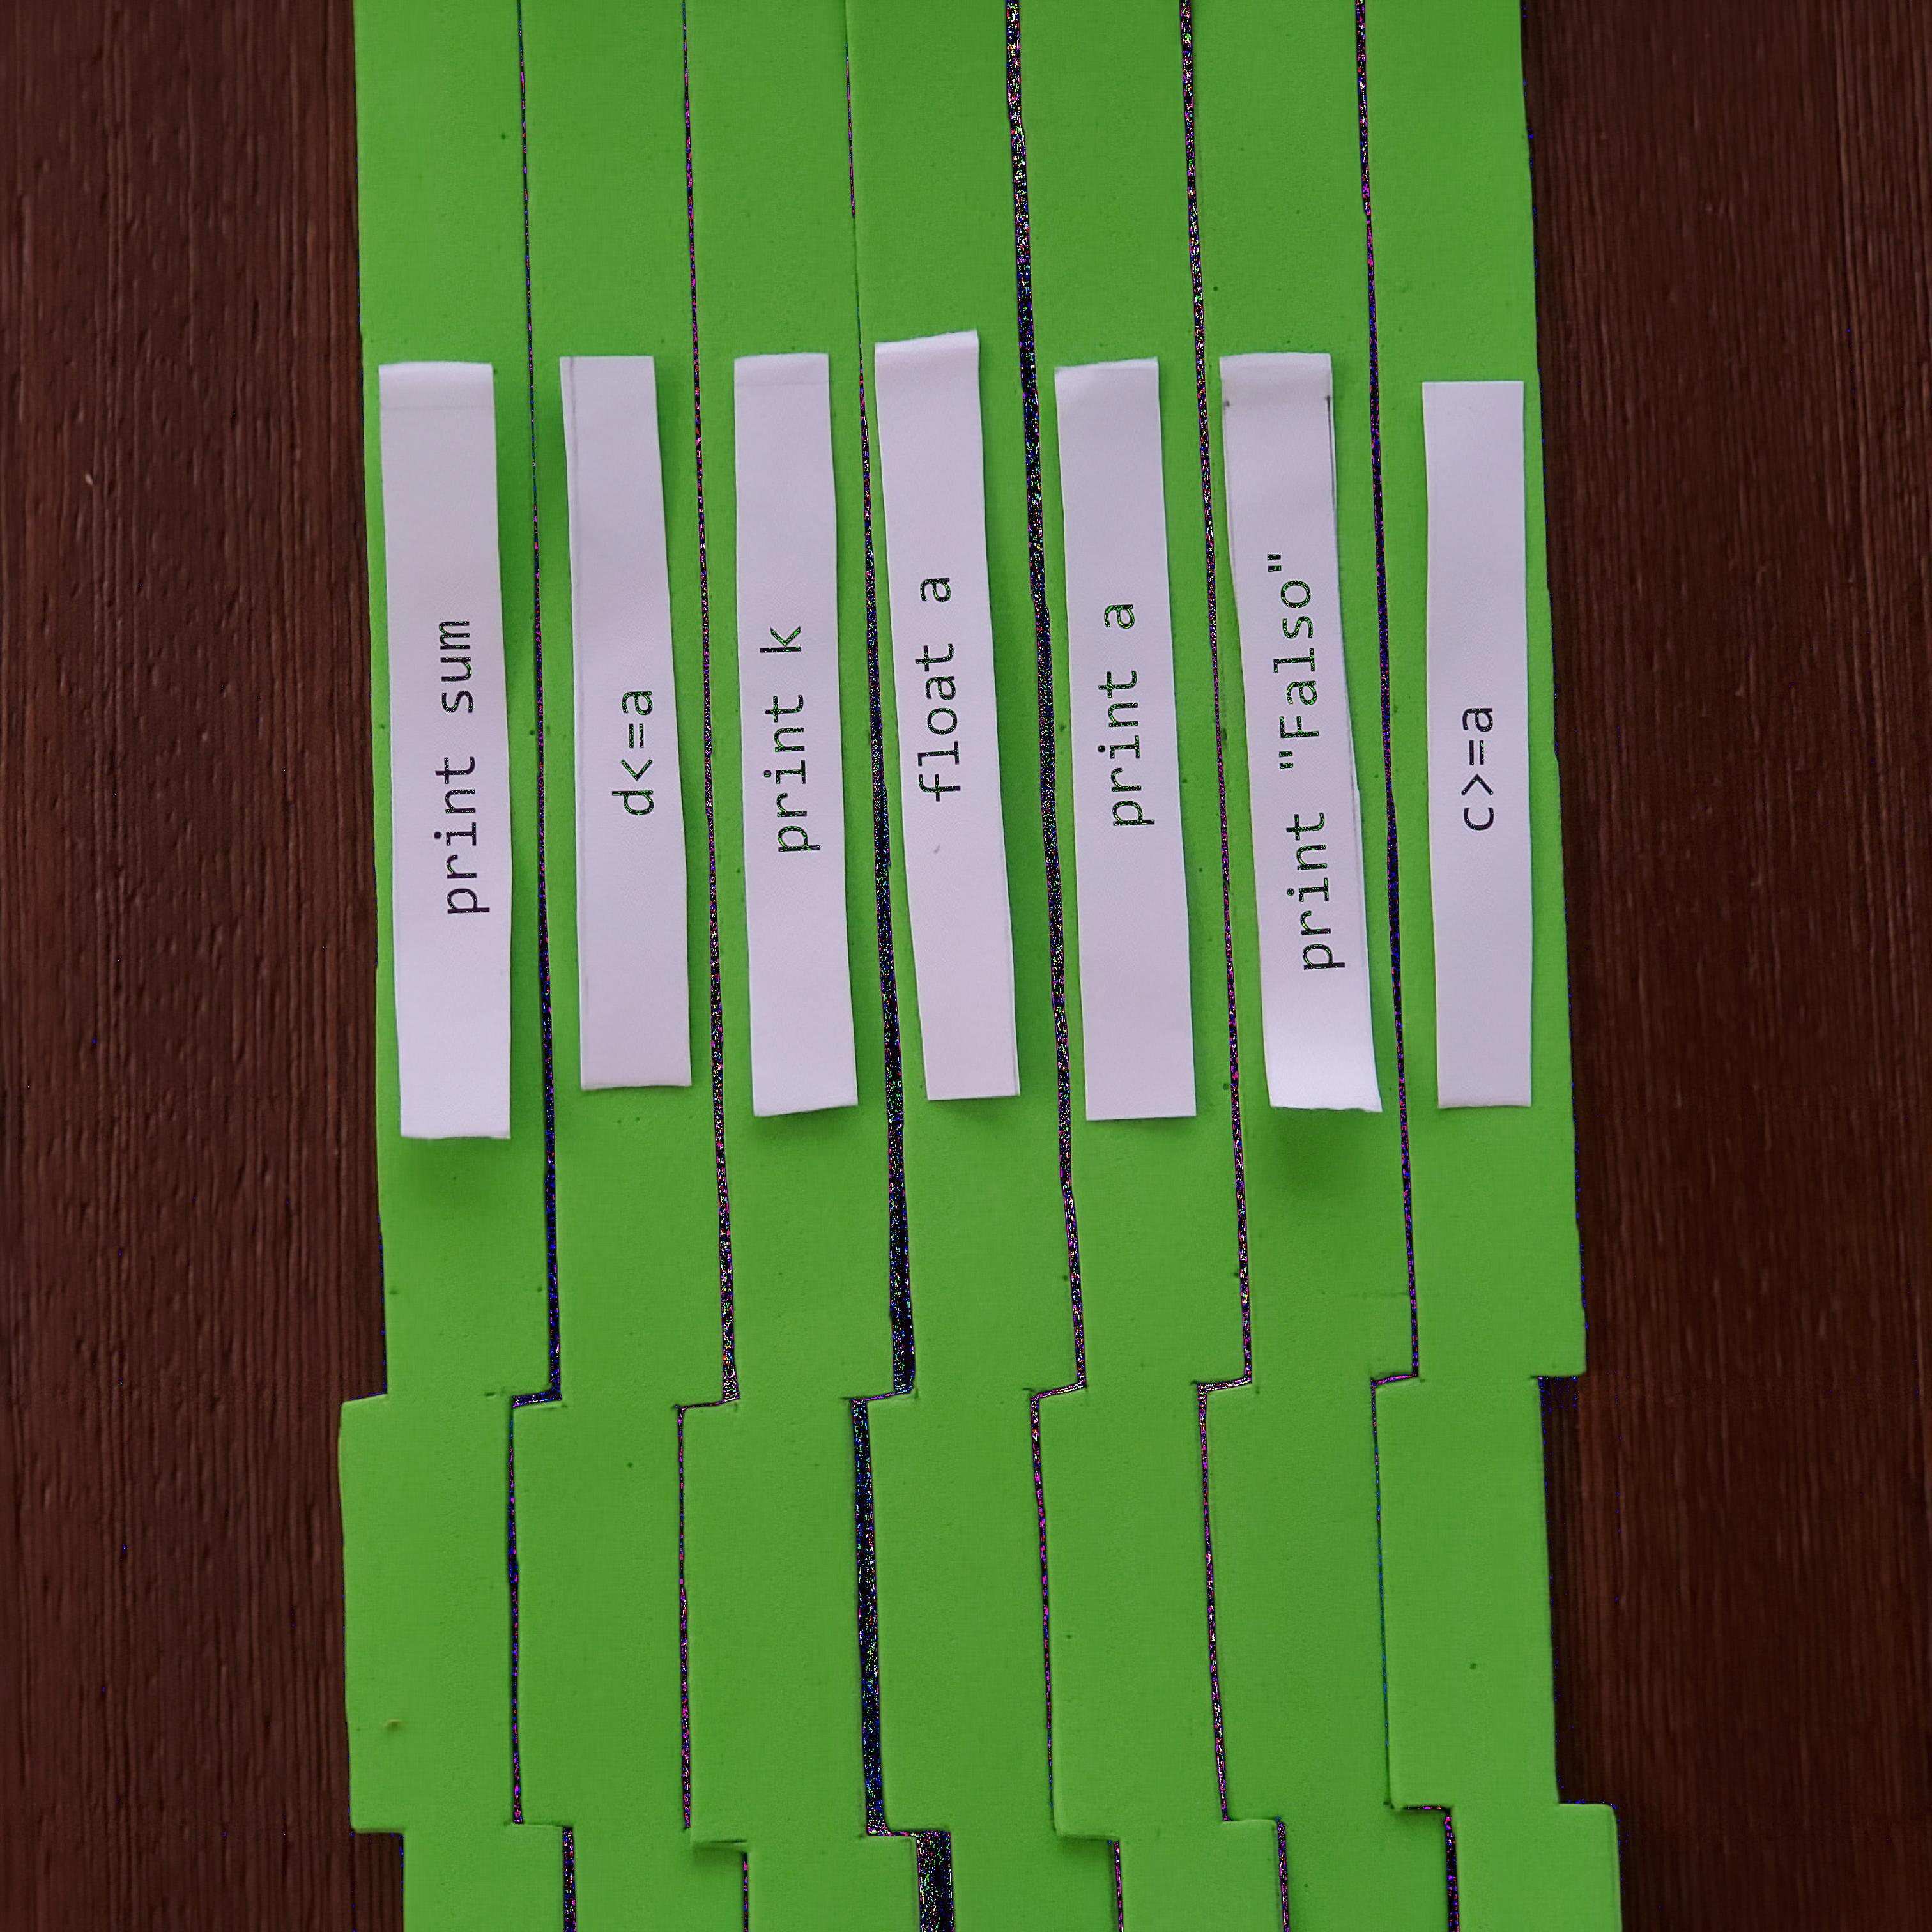 print sum
d<=a
print k
float a
print a
print "Falso"
c>=a